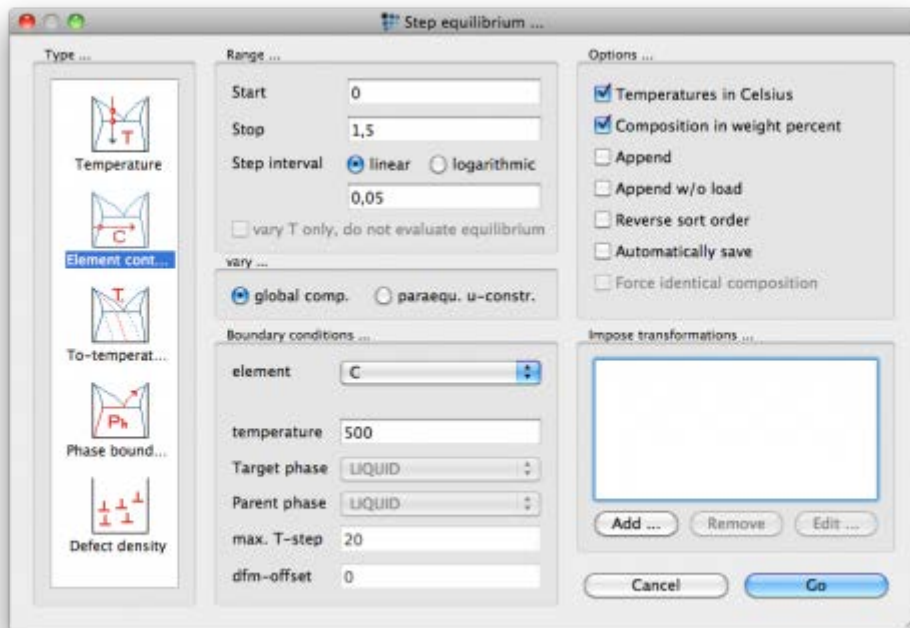 Step equilibrium ...
Type ...
T
Temperature
C
Element cont...
T.
To-temperat...
Ph
Phase bound...
Defect density
Range ...
Start 0
Stop 1,5
Step interval linear logarithmic
0,05
vary T only, do not evaluate equilibrium
vary ...
global comp. paraequ. u-constr.
Boundary conditions ...
element C
temperature 500
Target phase LIQUID
Parent phase LIQUID
max. T-step 20
dfm-offset 0
Options ...
Temperatures in Celsius
Composition in weight percent
Append
Append w/o load
Reverse sort order
Automatically save
Force identical composition
Impose transformations ...
Add ... Remove Edit ...
Cancel Go